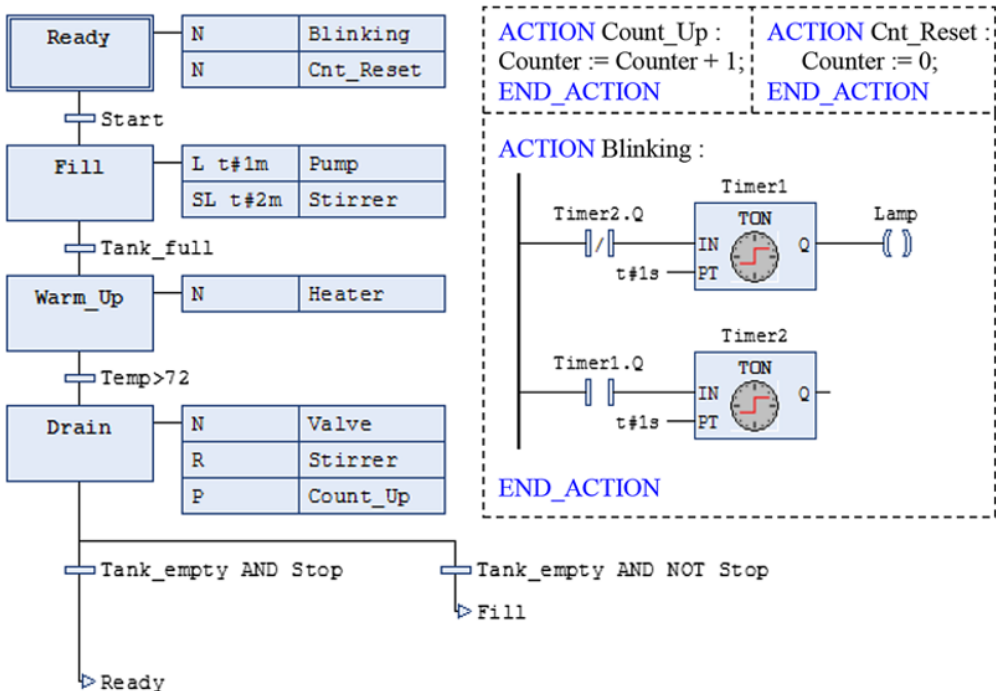 Ready
N Blinking
N Cnt_Reset
Start
Fill
L t#1m Pump
SL t#2m Stirrer
Tank_full
Warm_Up
N Heater
Temp>72
Drain
N Valve
R Stirrer
P Count_Up
Tank_empty AND Stop
Tank_empty AND NOT Stop
Fill
Ready
ACTION Count_Up :
Counter := Counter + 1;
END_ACTION
ACTION Cnt_Reset :
Counter := 0;
END_ACTION
ACTION Blinking :
Timer1
Timer2.Q
TON
Lamp
IN Q
t#1s PT
Timer2
Timer1.Q
TON
IN Q
t#1s PT
END_ACTION